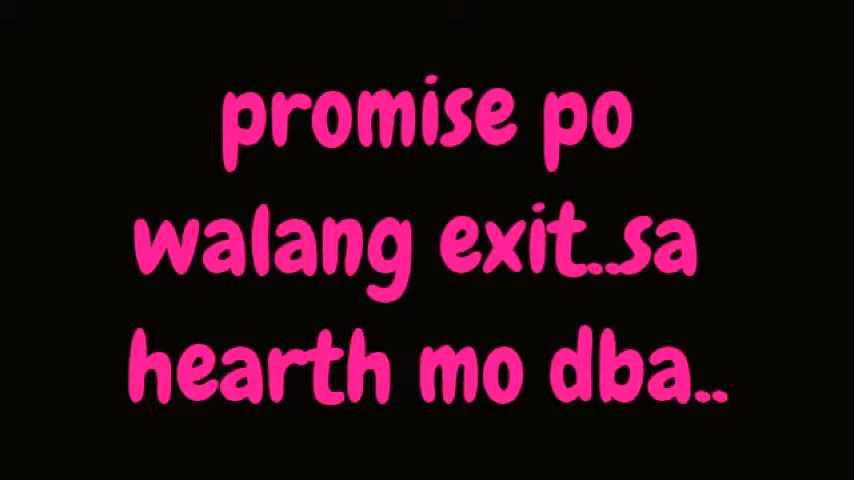 promise po
walang exit..sa
hearth mo dba..